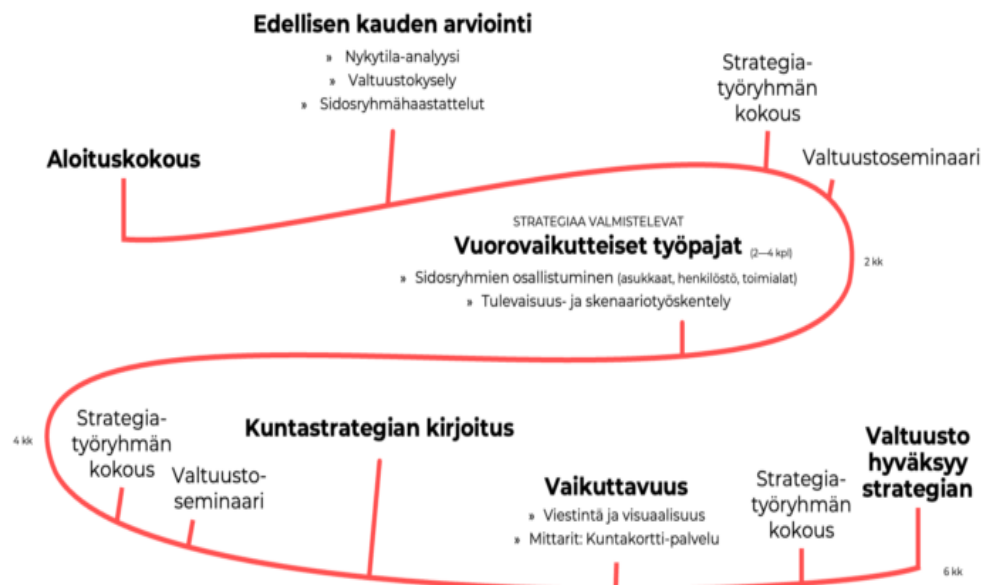 Edellisen kauden arviointi
» Nykytila-analyysi
» Valtuustokysely
» Sidosryhmähaastattelut
Strategia-
työryhmän
kokous
Aloituskokous
Valtuustoseminaari
STRATEGIAA VALMISTELEVAT
Vuorovaikutteiset työpajat (2–4 kpl)
» Sidosryhmien osallistuminen (asukkaat, henkilöstö, toimialat)
» Tulevaisuus- ja skenaariotyöskentely
2 kk
4 kk
Strategia-
työryhmän
kokous
Valtuusto-
seminaari
Kuntastrategian kirjoitus
Vaikuttavuus
» Viestintä ja visuaalisuus
» Mittarit: Kuntakortti-palvelu
Strategia-
työryhmän
kokous
Valtuusto
hyväksyy
strategian
6 kk